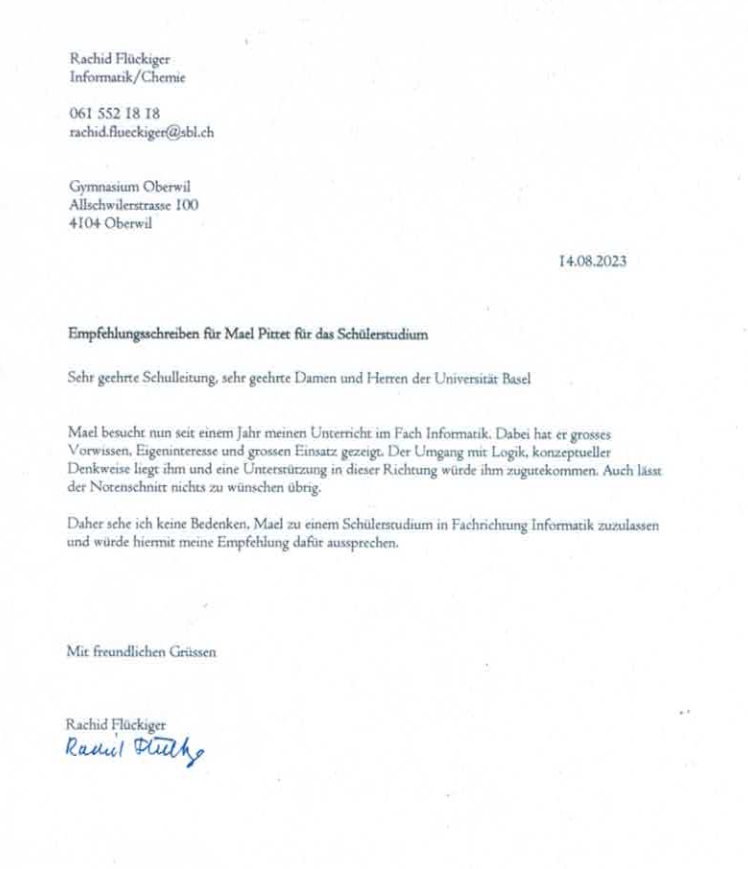 Rachid Flückiger
Informatik/Chemie
061 552 18 18
rachid.flueckiger@sbl.ch
Gymnasium Oberwil
Allschwilerstrasse 100
4104 Oberwil
14.08.2023
Empfehlungsschreiben für Mael Pittet für das Schülerstudium
Sehr geehrte Schulleitung, sehr geehrte Damen und Herren der Universität Basel
Mael besucht nun seit einem Jahr meinen Unterricht im Fach Informatik. Dabei hat er grosses
Vorwissen, Eigeninteresse und grossen Einsatz gezeigt. Der Umgang mit Logik, konzeptueller
Denkweise liegt ihm und eine Unterstützung in dieser Richtung würde ihm zugutekommen. Auch lässt
der Notenschnitt nichts zu wünschen übrig.
Daher sehe ich keine Bedenken, Mael zu einem Schülerstudium in Fachrichtung Informatik zuzulassen
und würde hiermit meine Empfehlung dafür aussprechen.
Mit freundlichen Grüssen
Rachid Flückiger